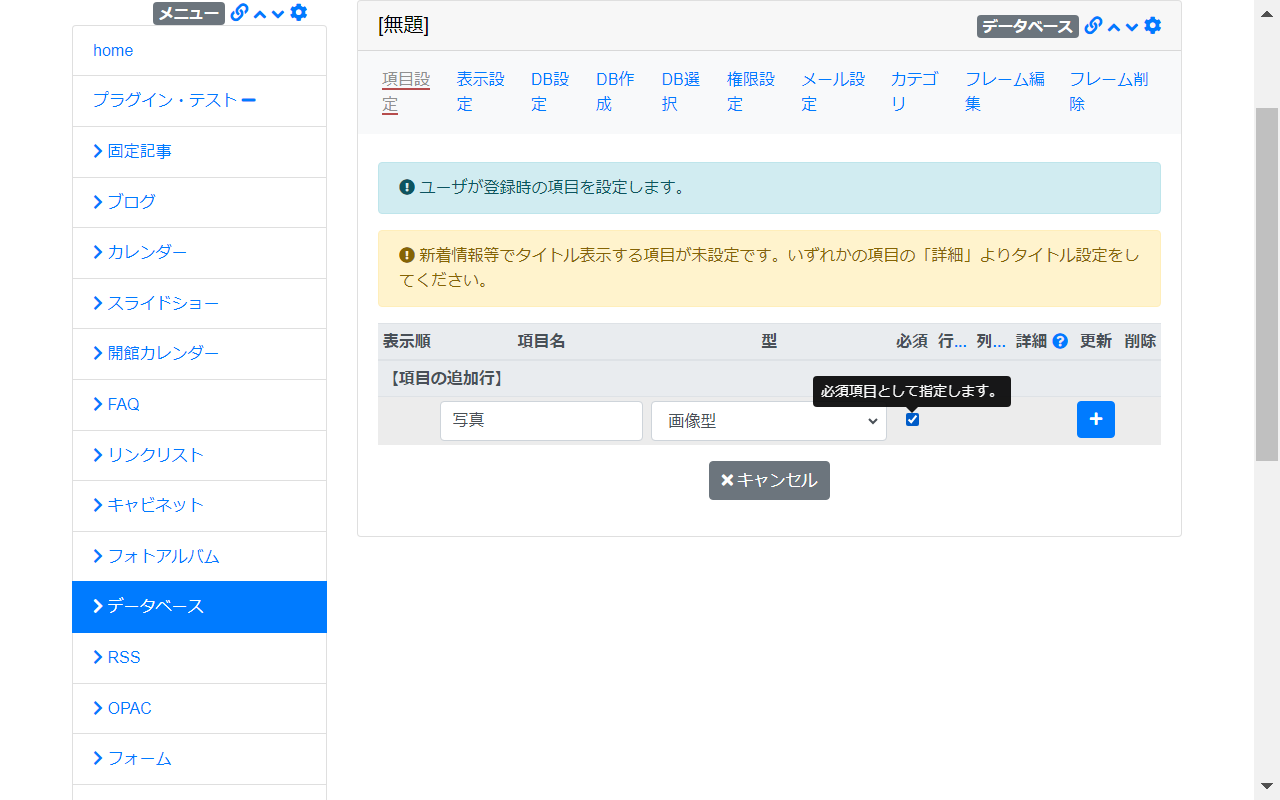 メニュー
home
プラグイン・テスト
固定記事
ブログ
カレンダー
スライドショー
開館カレンダー
FAQ
リンクリスト
キャビネット
フォトアルバム
データベース
RSS
OPAC
フォーム
[無題]
データベース
項目設定
表示設定
DB設定
DB作成
DB選択
権限設定
メール設定
カテゴリ
フレーム編集
フレーム削除
ユーザが登録時の項目を設定します。
新着情報等でタイトル表示する項目が未設定です。いずれかの項目の「詳細」よりタイトル設定をし
てください。
表示順 項目名 型 必須 行... 列... 詳細 更新 削除
【項目の追加行】
必須項目として指定します。
写真 画像型
キャンセル